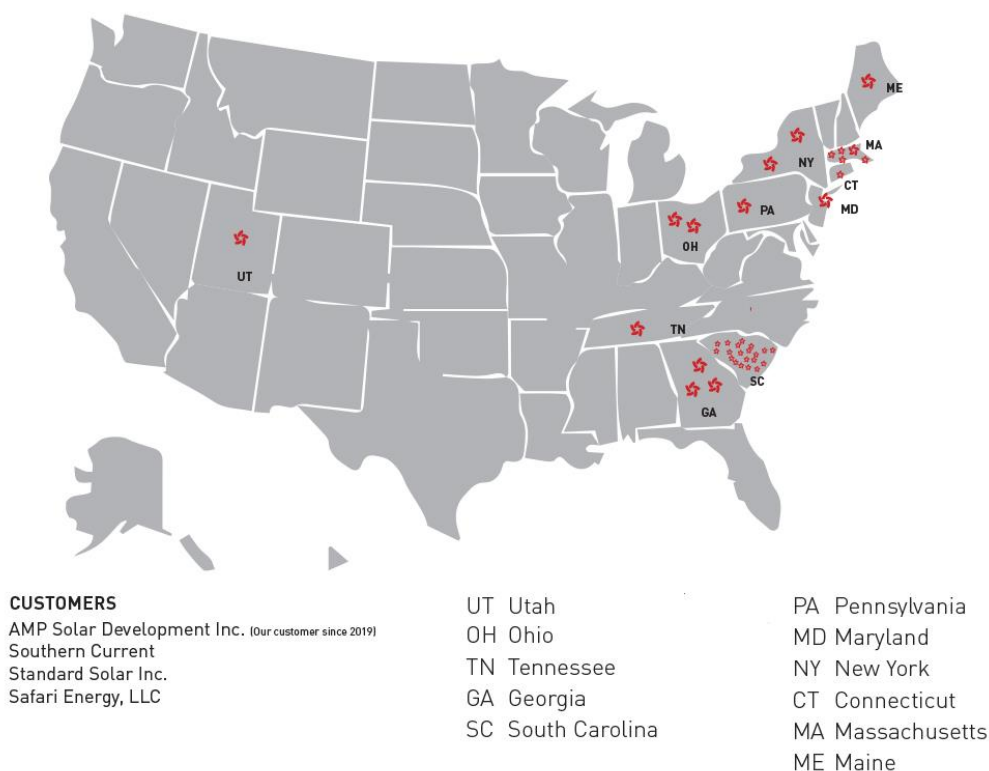 ME
MA
NY
CT
PA
MD
OH
UT
TN
SC
GA
CUSTOMERS
AMP Solar Development Inc. (Our customer since 2019)
Southern Current
Standard Solar Inc.
Safari Energy, LLC
UT Utah
OH Ohio
TN Tennessee
GA Georgia
SC South Carolina
PA Pennsylvania
MD Maryland
NY New York
CT Connecticut
MA Massachusetts
ME Maine